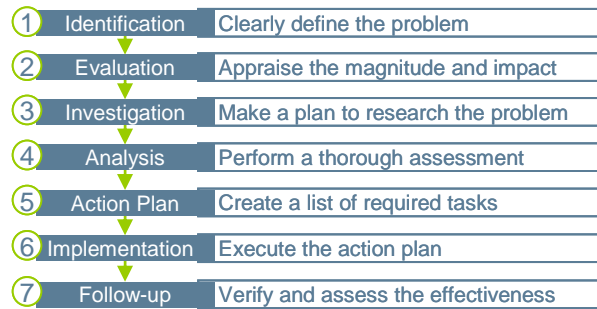 1 Identification Clearly define the problem
2 Evaluation Appraise the magnitude and impact
3 Investigation Make a plan to research the problem
4 Analysis Perform a thorough assessment
5 Action Plan Create a list of required tasks
6 Implementation Execute the action plan
7 Follow-up Verify and assess the effectiveness